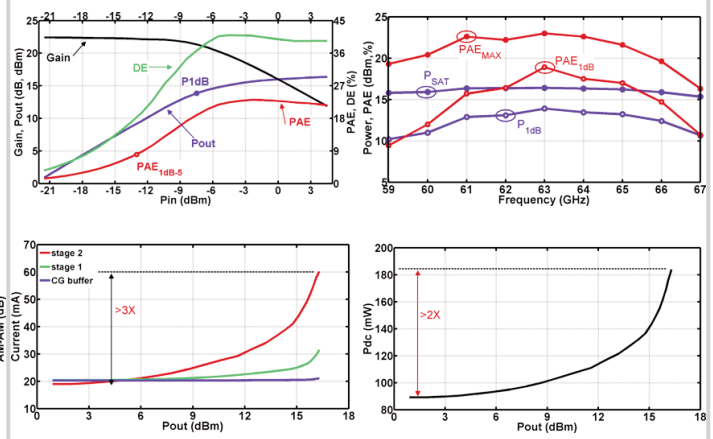 -21 -18 -15 -12 -9 -6 -3 0 3
25 45
20 36
15 27
10 18
5 9
0 0
-21 -18 -15 -12 -9 -6 -3 0 3
Pin (dBm)
Gain, Pout (dB, dBm)
PAE, DE (%)
Gain
DE
P1dB
Pout
PAE
PAE1dB-5
25
20
15
10
5
59 60 61 62 63 64 65 66 67
Frequency (GHz)
Power, PAE (dBm,%)
PAEMAX
PAE1dB
PSAT
P1dB
70
60
50
40
30
20
10
0 3 6 9 12 15 18
Pout (dBm)
AM-AM (dB)
Current (mA)
stage 2
stage 1
CG buffer
>3X
200
180
160
140
120
100
80
0 3 6 9 12 15 18
Pout (dBm)
Pdc (mW)
>2X